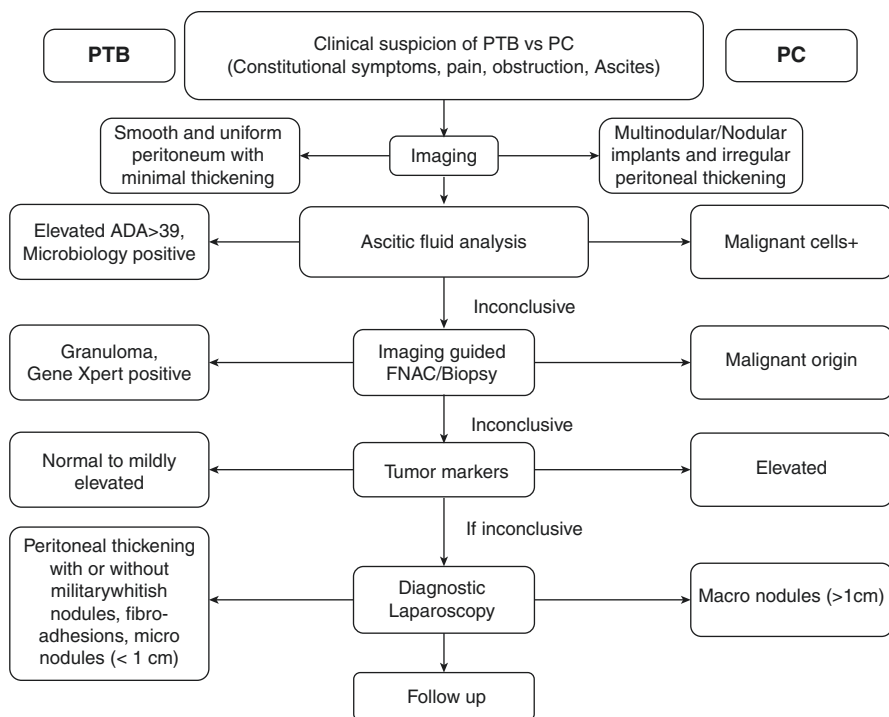 PTB
Clinical suspicion of PTB vs PC
(Constitutional symptoms, pain, obstruction, Ascites)
PC
Smooth and uniform
peritoneum with
minimal thickening
Imaging
Multinodular/Nodular
implants and irregular
peritoneal thickening
Elevated ADA>39,
Microbiology positive
Ascitic fluid analysis
Malignant cells+
Inconclusive
Granuloma,
Gene Xpert positive
Imaging guided
FNAC/Biopsy
Malignant origin
Inconclusive
Normal to mildly
elevated
Tumor markers
Elevated
If inconclusive
Peritoneal thickening
with or without
militarywhitish
nodules, fibro-
adhesions, micro
nodules (< 1 cm)
Diagnostic
Laparoscopy
Macro nodules (>1cm)
Follow up